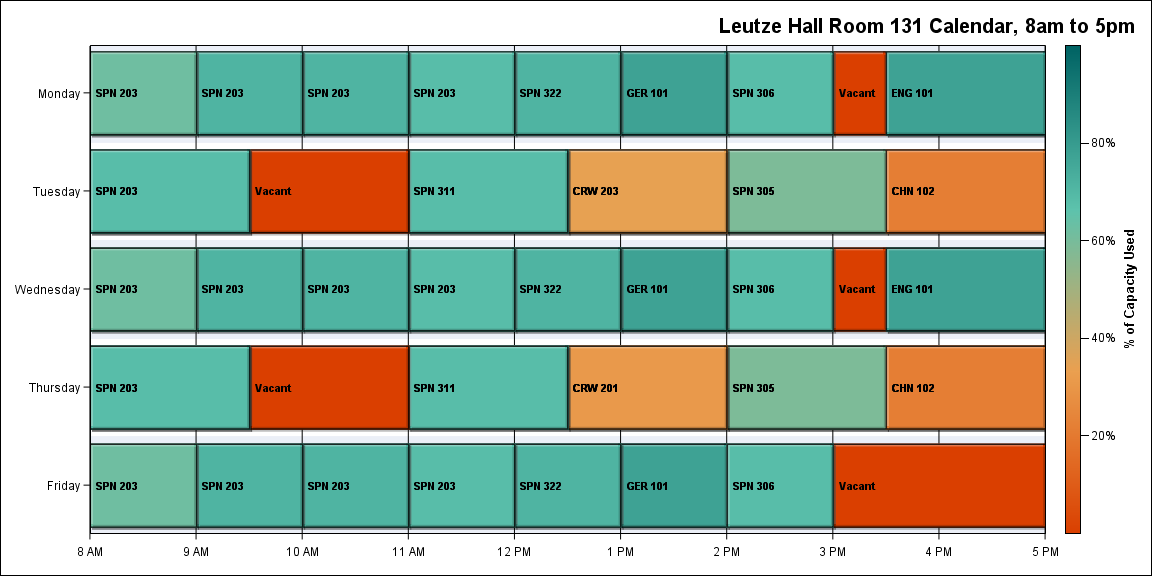 Leutze Hall Room 131 Calendar, 8am to 5pm
Monday
SPN 203
SPN 203
SPN 203
SPN 203
SPN 322
GER 101
SPN 306
Vacant
ENG 101
Tuesday
SPN 203
Vacant
SPN 311
CRW 203
SPN 305
CHN 102
Wednesday
SPN 203
SPN 203
SPN 203
SPN 203
SPN 322
GER 101
SPN 306
Vacant
ENG 101
Thursday
SPN 203
Vacant
SPN 311
CRW 201
SPN 305
CHN 102
Friday
SPN 203
SPN 203
SPN 203
SPN 203
SPN 322
GER 101
SPN 306
Vacant
8 AM
9 AM
10 AM
11 AM
12 PM
1 PM
2 PM
3 PM
4 PM
5 PM
80%
60%
40%
20%
% of Capacity Used